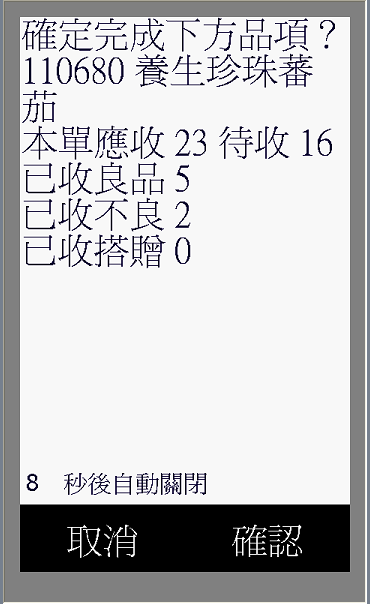 確定完成下方品項？
110680 養生珍珠蕃
茄
本單應收 23 待收 16
已收良品 5
已收不良 2
已收搭贈 0
8 秒後自動關閉
取消 確認